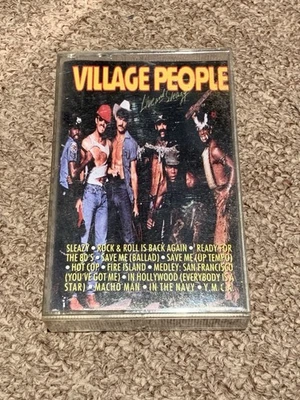 VILLAGE PEOPLE
Live and Sleazy
SLEAZY • ROCK & ROLL IS BACK AGAIN • READY FOR
THE 80'S • SAVE ME (BALLAD) • SAVE ME (UP TEMPO)
• HOT COP • FIRE ISLAND • MEDLEY: SAN FRANCISCO
(YOU'VE GOT ME) • IN HOLLYWOOD (EVERYBODY IS A
STAR) • MACHO MAN • IN THE NAVY • Y.M.C.A.